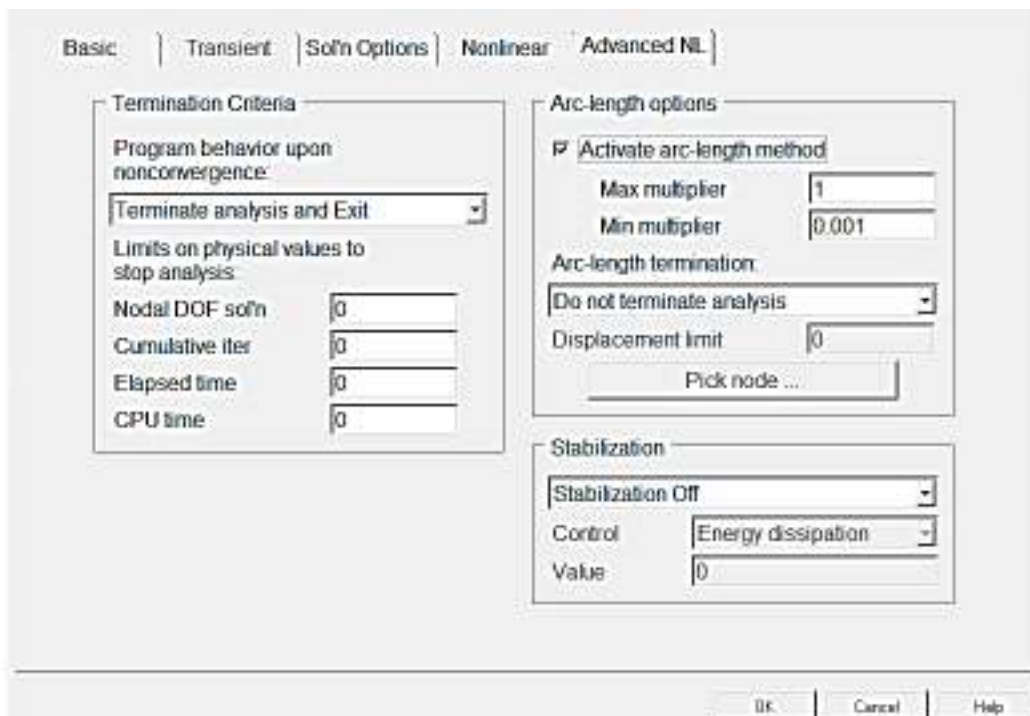 Basic Transient Sol'n Options Nonlinear Advanced NL
Termination Criteria
Program behavior upon
nonconvergence:
Terminate analysis and Exit
Limits on physical values to
stop analysis:
Nodal DOF sol'n 0
Cumulative iter 0
Elapsed time 0
CPU time 0
Arc-length options
Activate arc-length method
Max multiplier 1
Min multiplier 0.001
Arc-length termination:
Do not terminate analysis
Displacement limit 0
Pick node ...
Stabilization
Stabilization Off
Control Energy dissipation
Value 0
OK Cancel Help